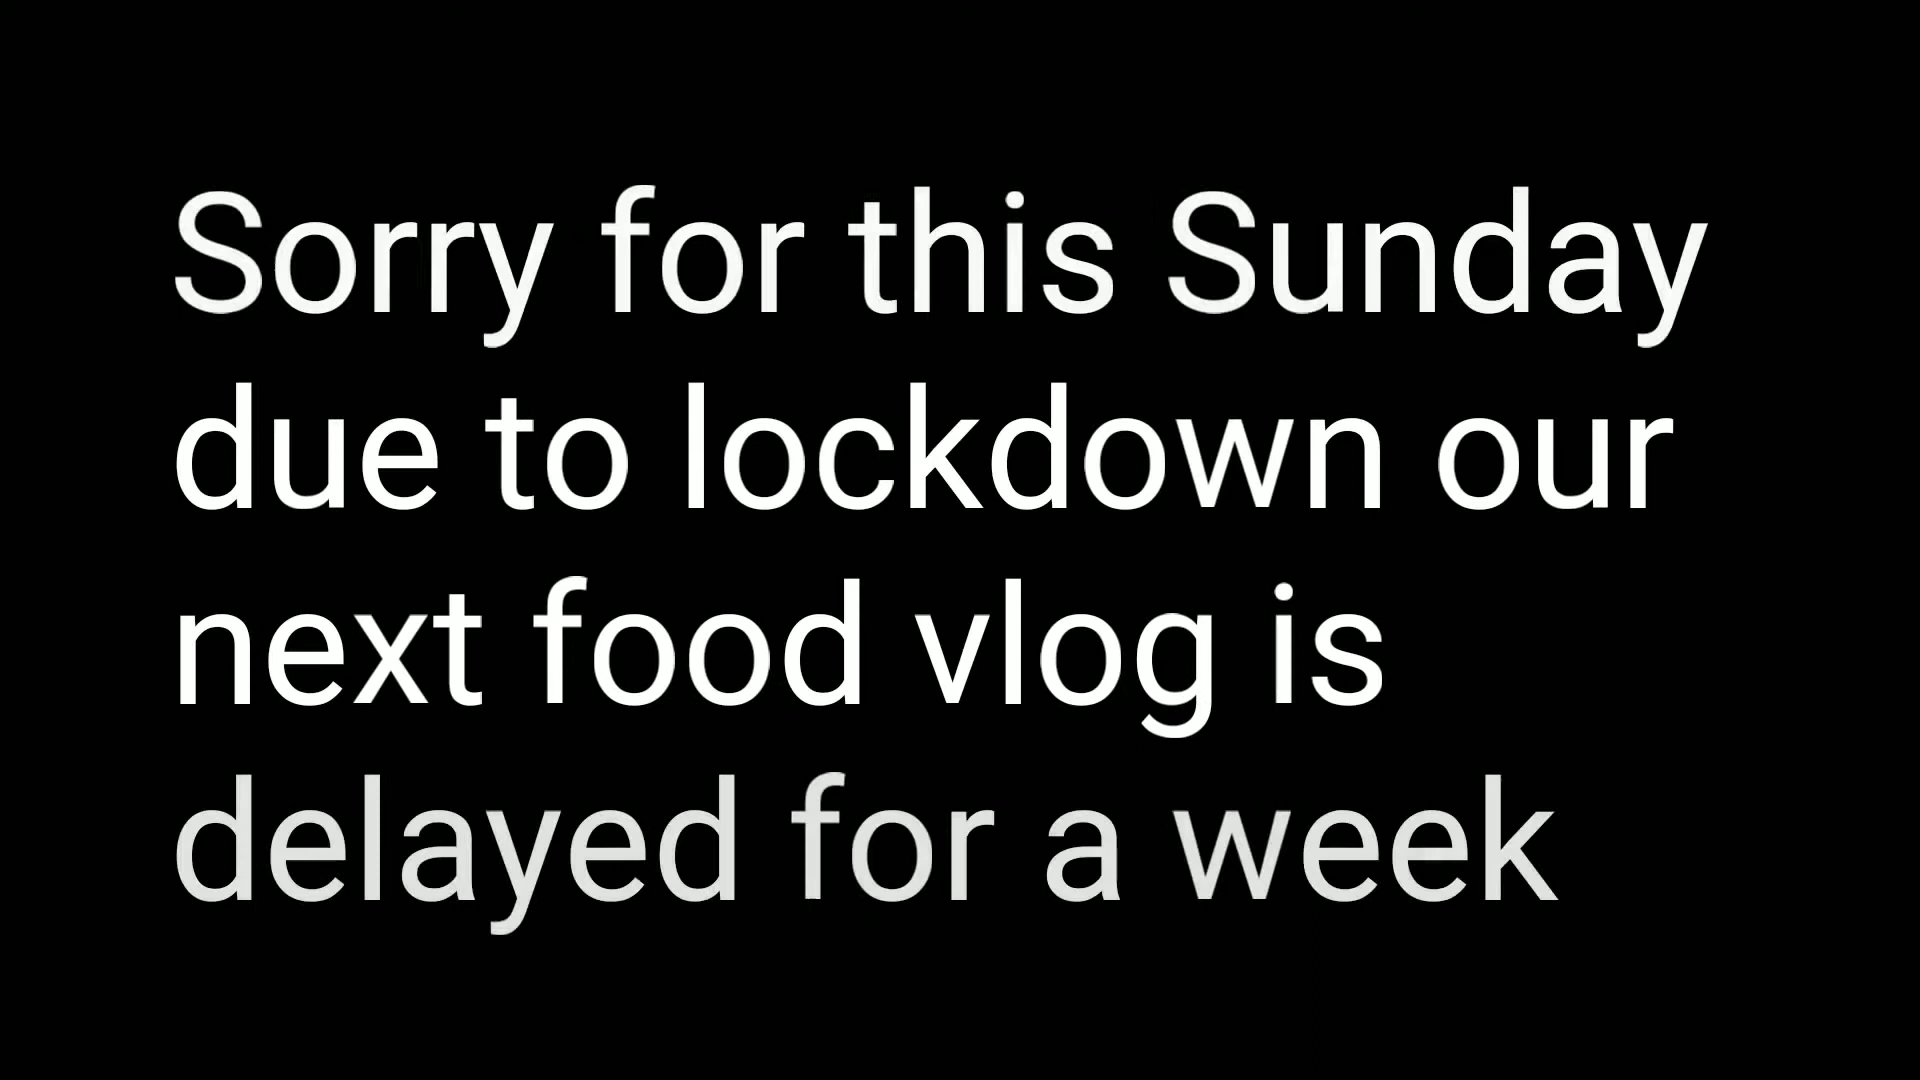 Sorry for this Sunday
due to lockdown our
next food vlog is
delayed for a week